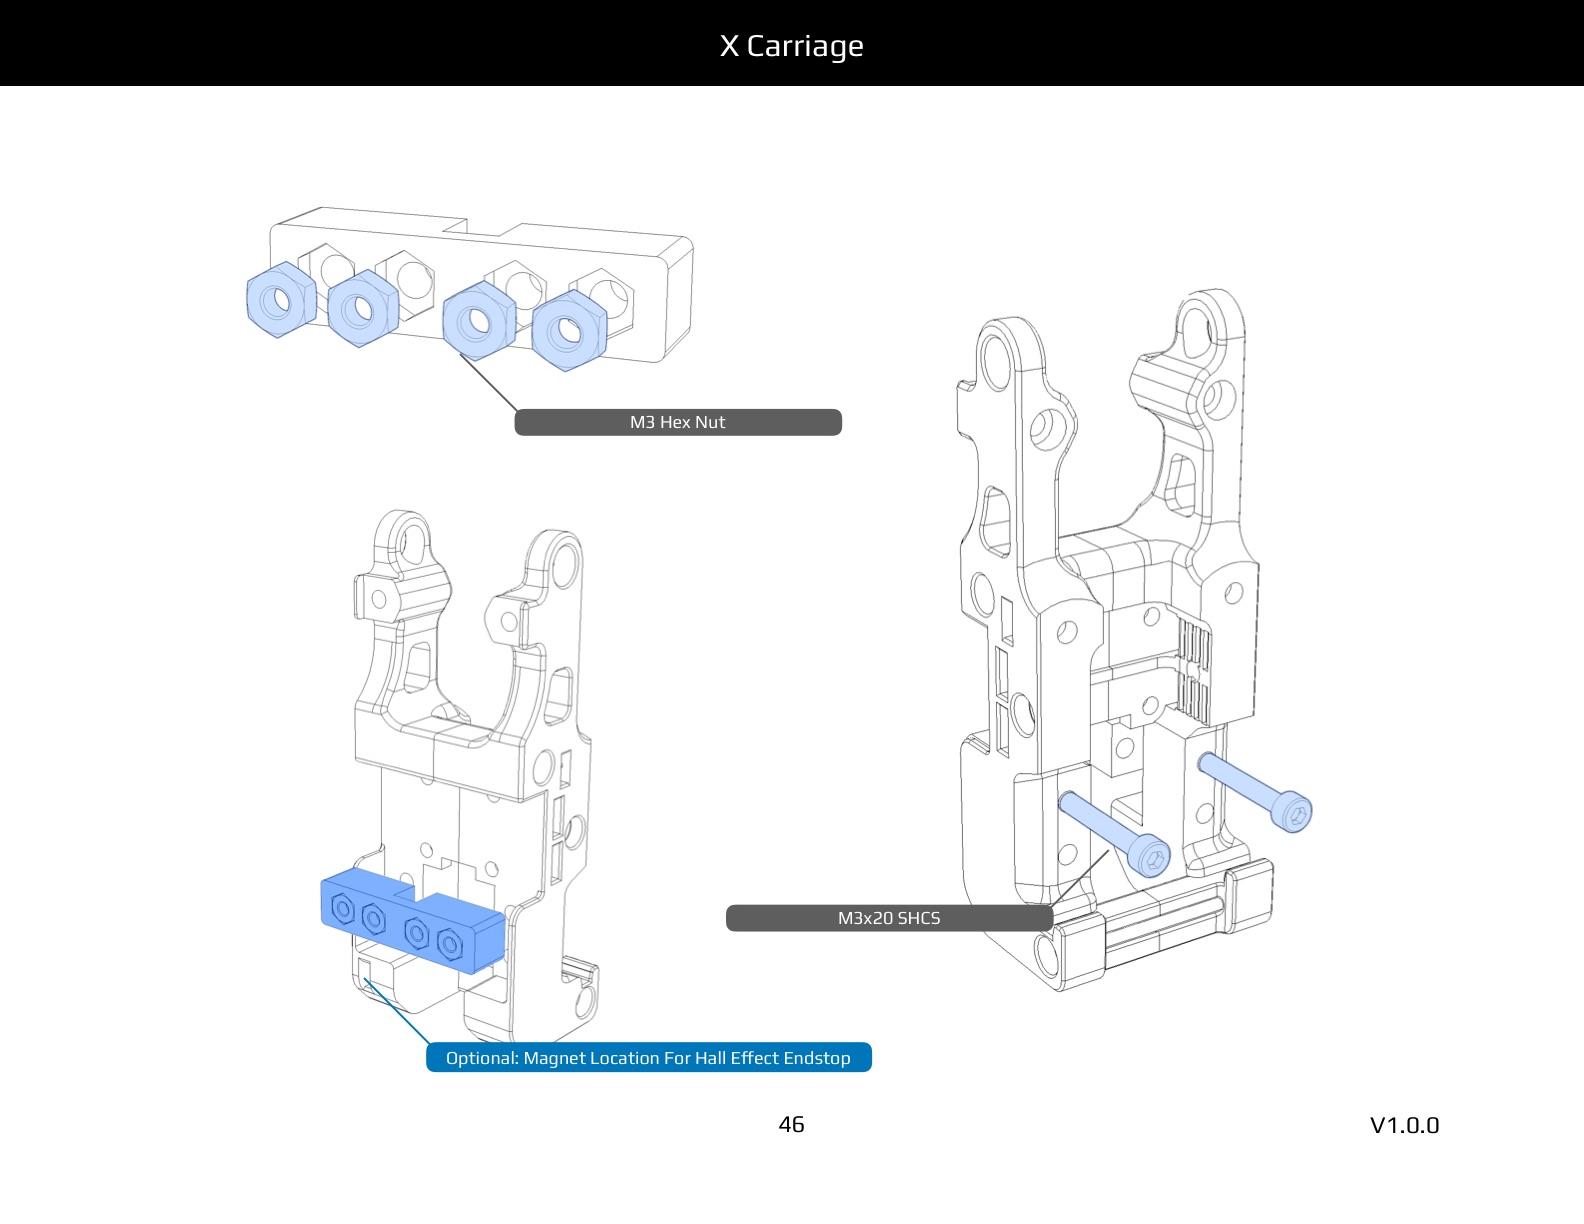 X Carriage
M3 Hex Nut
M3x20 SHCS
Optional: Magnet Location For Hall Effect Endstop
46
V1.0.0